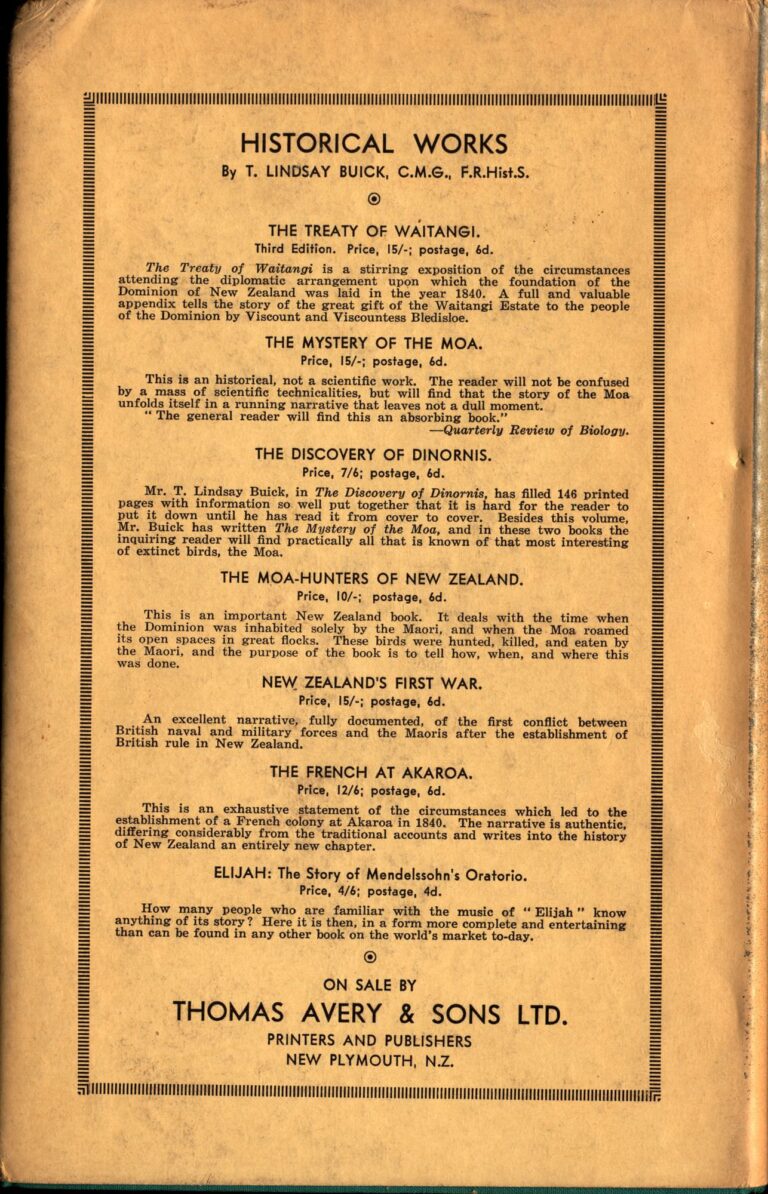 HISTORICAL WORKS
By T. LINDSAY BUICK, C.M.G., F.R.Hist.S.
THE TREATY OF WAITANGI.
Third Edition. Price, 15/-; postage, 6d.
The Treaty of Waitangi is a stirring exposition of the circumstances
attending the diplomatic arrangement upon which the foundation of the
Dominion of New Zealand was laid in the year 1840. A full and valuable
appendix tells the story of the great gift of the Waitangi Estate to the people
of the Dominion by Viscount and Viscountess Bledisloe.
THE MYSTERY OF THE MOA.
Price, 15/-; postage, 6d.
This is an historical, not a scientific work. The reader will not be confused
by a mass of scientific technicalities, but will find that the story of the Moa
unfolds itself in a running narrative that leaves not a dull moment.
" The general reader will find this an absorbing book."
—Quarterly Review of Biology.
THE DISCOVERY OF DINORNIS.
Price, 7/6; postage, 6d.
Mr. T. Lindsay Buick, in The Discovery of Dinornis, has filled 146 printed
pages with information so well put together that it is hard for the reader to
put it down until he has read it from cover to cover. Besides this volume,
Mr. Buick has written The Mystery of the Moa, and in these two books the
inquiring reader will find practically all that is known of that most interesting
of extinct birds, the Moa.
THE MOA-HUNTERS OF NEW ZEALAND.
Price, 10/-; postage, 6d.
This is an important New Zealand book. It deals with the time when
the Dominion was inhabited solely by the Maori, and when the Moa roamed
its open spaces in great flocks. These birds were hunted, killed, and eaten by
the Maori, and the purpose of the book is to tell how, when, and where this
was done.
NEW ZEALAND'S FIRST WAR.
Price, 15/-; postage, 6d.
An excellent narrative, fully documented, of the first conflict between
British naval and military forces and the Maoris after the establishment of
British rule in New Zealand.
THE FRENCH AT AKAROA.
Price, 12/6; postage, 6d.
This is an exhaustive statement of the circumstances which led to the
establishment of a French colony at Akaroa in 1840. The narrative is authentic,
differing considerably from the traditional accounts and writes into the history
of New Zealand an entirely new chapter.
ELIJAH: The Story of Mendelssohn's Oratorio.
Price, 4/6; postage, 4d.
How many people who are familiar with the music of " Elijah " know
anything of its story? Here it is then, in a form more complete and entertaining
than can be found in any other book on the world's market to-day.
ON SALE BY
THOMAS AVERY & SONS LTD.
PRINTERS AND PUBLISHERS
NEW PLYMOUTH, N.Z.